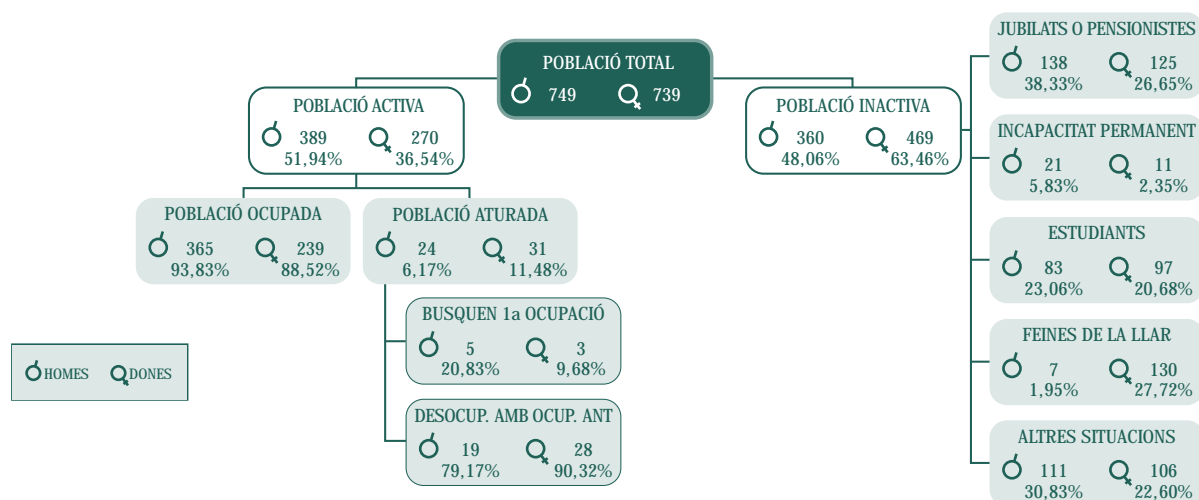 POBLACIÓ TOTAL
749 739
POBLACIÓ ACTIVA
389 270
51,94% 36,54%
POBLACIÓ OCUPADA
365 239
93,83% 88,52%
POBLACIÓ ATURADA
24 31
6,17% 11,48%
BUSQUEN 1a OCUPACIÓ
5 3
20,83% 9,68%
DESOCUP. AMB OCUP. ANT
19 28
79,17% 90,32%
POBLACIÓ INACTIVA
360 469
48,06% 63,46%
JUBILATS O PENSIONISTES
138 125
38,33% 26,65%
INCAPACITAT PERMANENT
21 11
5,83% 2,35%
ESTUDIANTS
83 97
23,06% 20,68%
FEINES DE LA LLAR
7 130
1,95% 27,72%
ALTRES SITUACIONS
111 106
30,83% 22,60%
HOMES DONES